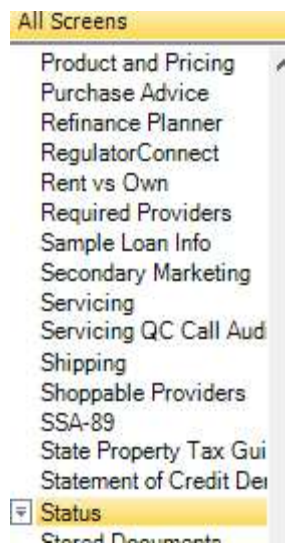 All Screens
Product and Pricing
Purchase Advice
Refinance Planner
RegulatorConnect
Rent vs Own
Required Providers
Sample Loan Info
Secondary Marketing
Servicing
Servicing QC Call Aud
Shipping
Shoppable Providers
SSA-89
State Property Tax Gui
Statement of Credit Der
Status
Stored Documents